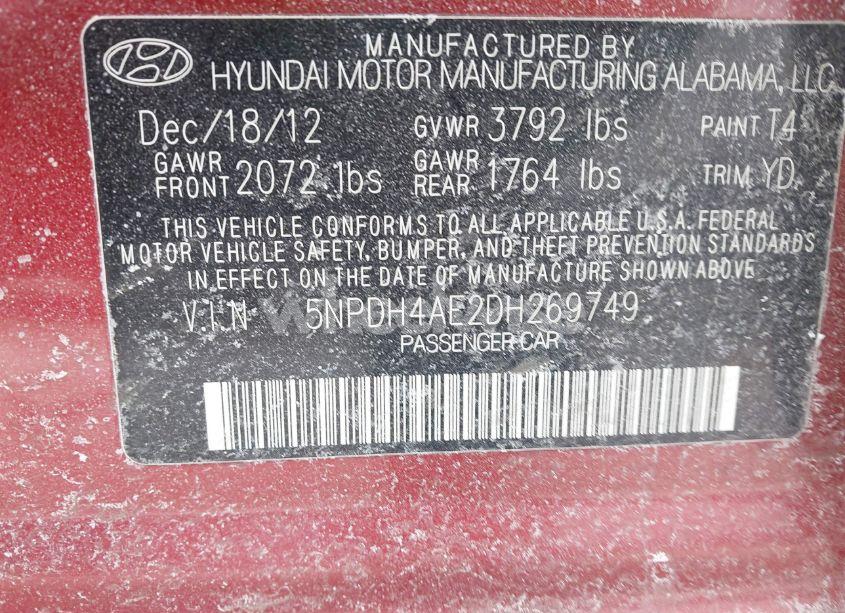 MANUFACTURED BY
HYUNDAI MOTOR MANUFACTURING ALABAMA, LLC
Dec/18/12 GVWR 3792 lbs PAINT T4
GAWR FRONT 2072 lbs GAWR REAR 1764 lbs TRIM YD
THIS VEHICLE CONFORMS TO ALL APPLICABLE U.S.A. FEDERAL
MOTOR VEHICLE SAFETY, BUMPER, AND THEFT PREVENTION STANDARDS
IN EFFECT ON THE DATE OF MANUFACTURE SHOWN ABOVE
V.I.N 5NPDH4AE2DH269749
PASSENGER CAR